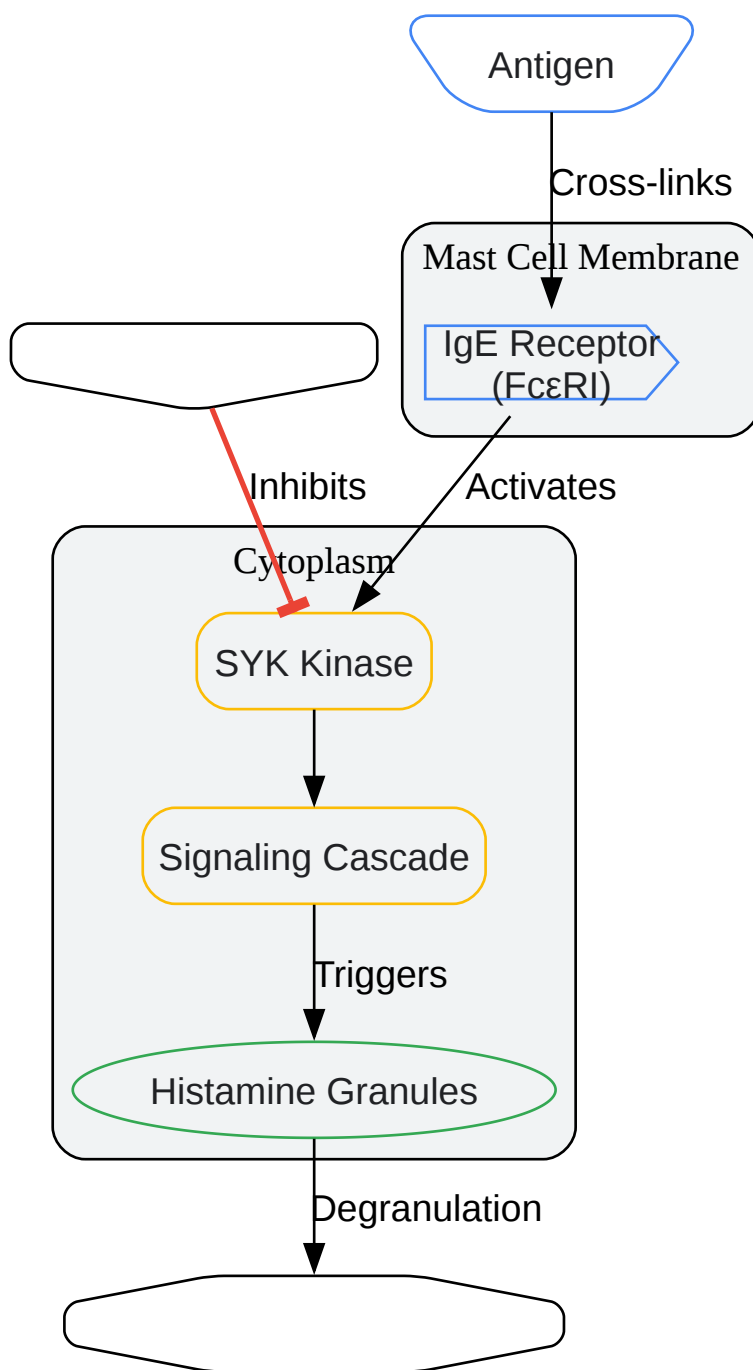 Antigen
Cross-links
Mast Cell Membrane
IgE Receptor
(FcεRI)
Inhibits
Activates
Cytoplasm
SYK Kinase
Signaling Cascade
Triggers
Histamine Granules
Degranulation